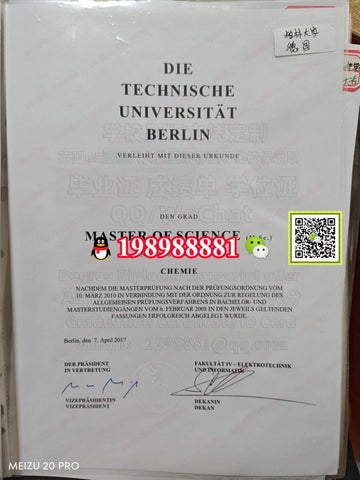 柏林大学
德国
DIE
TECHNISCHE
UNIVERSITÄT
BERLIN
VERLIEHT MIT DIESER URKUNDE
毕业证 成绩单 学位证
QQ/WeChat
DEN GRAD
MASTER OF SCIENCE (M.Sc.)
198988881
CHEMIE
NACHDEM DIE MASTERPRÜFUNG NACH DER PRÜFUNGSORDNUNG VOM
10. MÄRZ 2010 IN VERBINDUNG MIT DER ORDNUNG ZUR REGELUNG DES
ALLGEMEINEN PRÜFUNGSVERFAHRENS IN BACHELOR- UND
MASTERSTUDIENGÄNGEN VOM 6. FEBRUAR 2008 IN DEN JEWEILS GELTENDEN
FASSUNGEN ERFOLGREICH ABGELEGT WURDE.
Berlin, den 7. April 2017
DER PRÄSIDENT
IN VERTRETUNG
FAKULTÄT IV - ELEKTROTECHNIK
UND INFORMATIK
VIZEPRÄSIDENTIN
VIZEPRÄSIDENT
DEKANIN
DEKAN
MEIZU 20 PRO